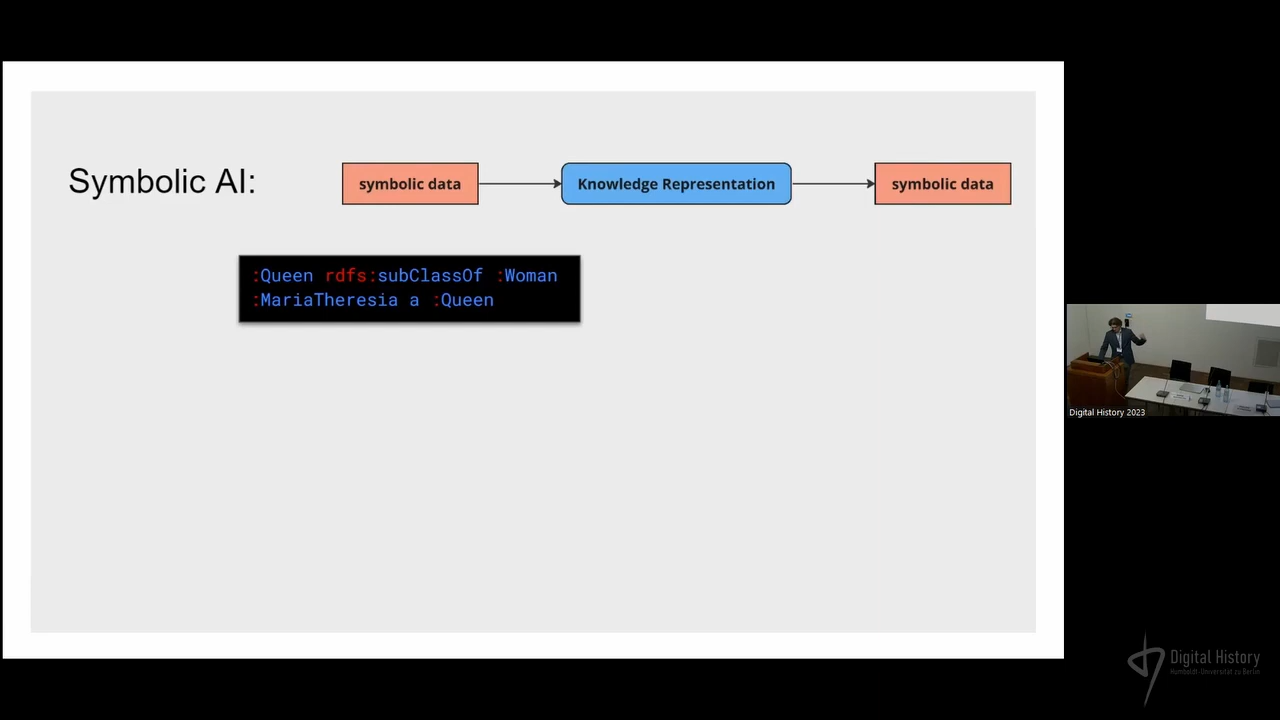 Symbolic AI:
symbolic data
Knowledge Representation
symbolic data
:Queen rdfs:subClassOf :Woman
:MariaTheresia a :Queen
Digital History 2023
Digital History
Humboldt-Universität zu Berlin